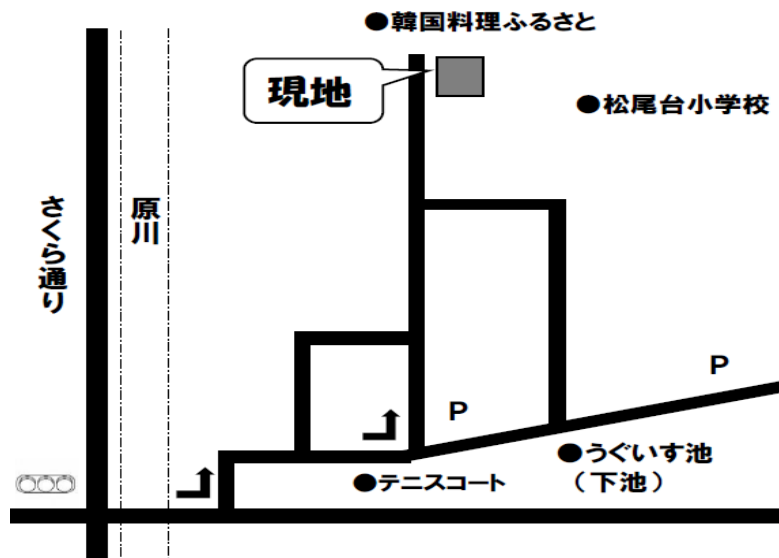 ●韓国料理ふるさと
現地
●松尾台小学校
さくら通り
原川
P
P
●うぐいす池
(下池)
●テニスコート